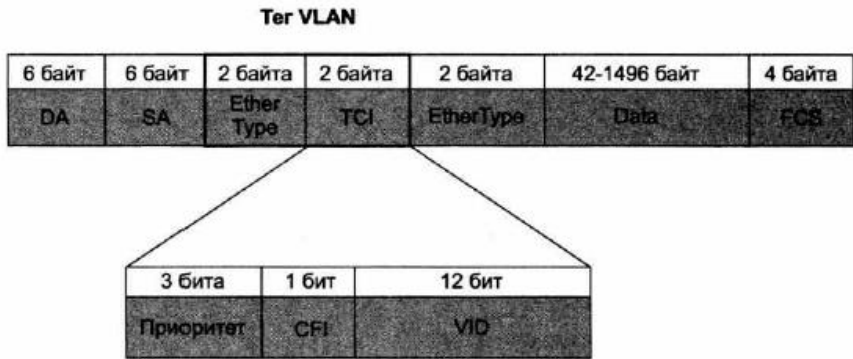 Тег VLAN
6 байт 6 байт 2 байта 2 байта 2 байта 42-1496 байт 4 байта
DA SA Ether Type TCI EtherType Data FCS
3 бита 1 бит 12 бит
Приоритет CFI VID